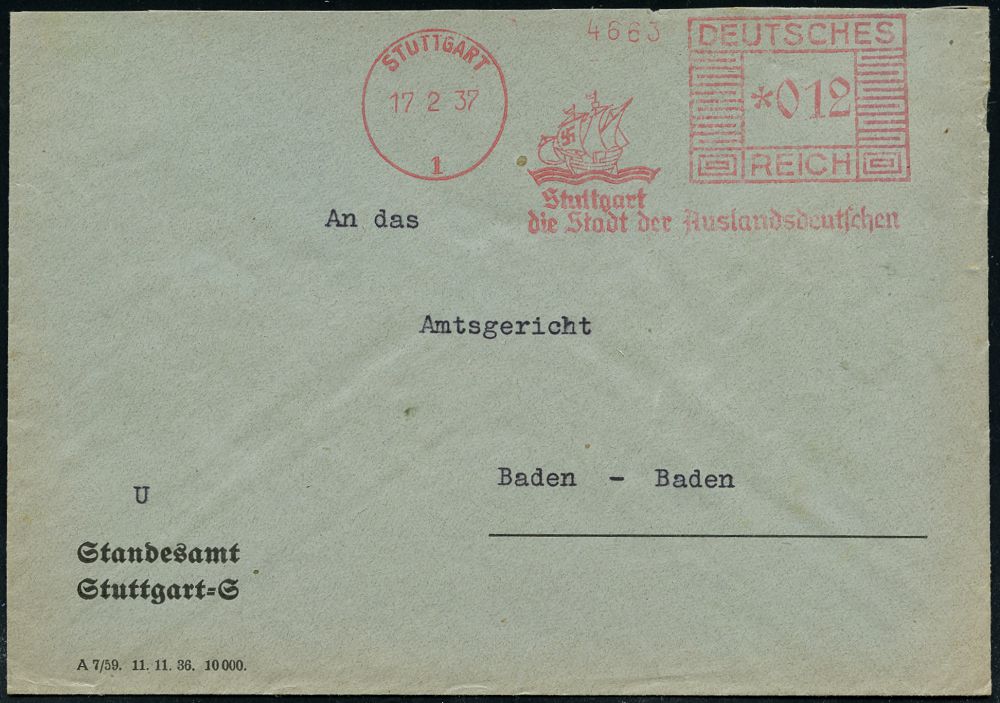 4663
STUTTGART
17 2 37
1
DEUTSCHES
*012
REICH
Stuttgart
die Stadt der Auslandsdeutschen
An das
Amtsgericht
Baden - Baden
U
Standesamt
Stuttgart=S
A 7/59. 11. 11. 36. 10 000.